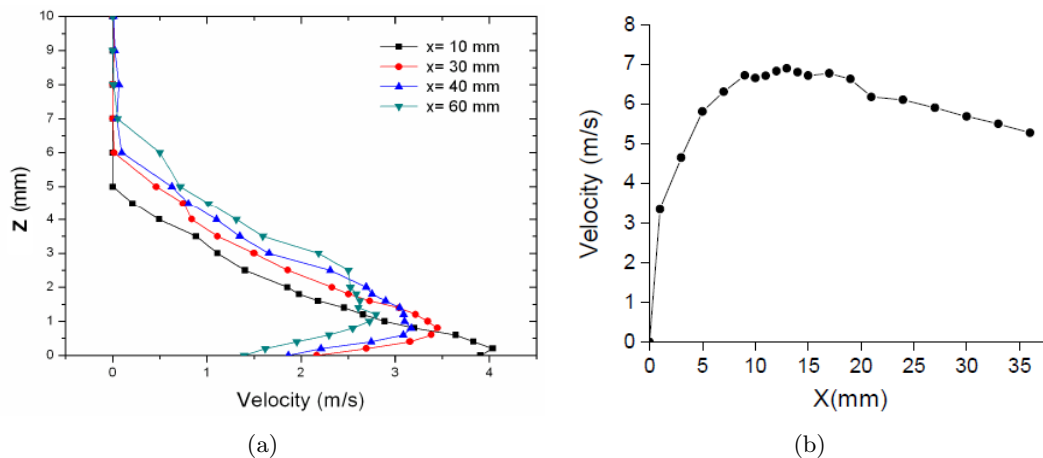 10
9
8
7
6
5
4
3
2
1
0
Z (mm)
0 1 2 3 4
Velocity (m/s)
x= 10 mm
x= 30 mm
x= 40 mm
x= 60 mm
(a)
8
7
6
5
4
3
2
1
0
Velocity (m/s)
0 5 10 15 20 25 30 35
X(mm)
(b)